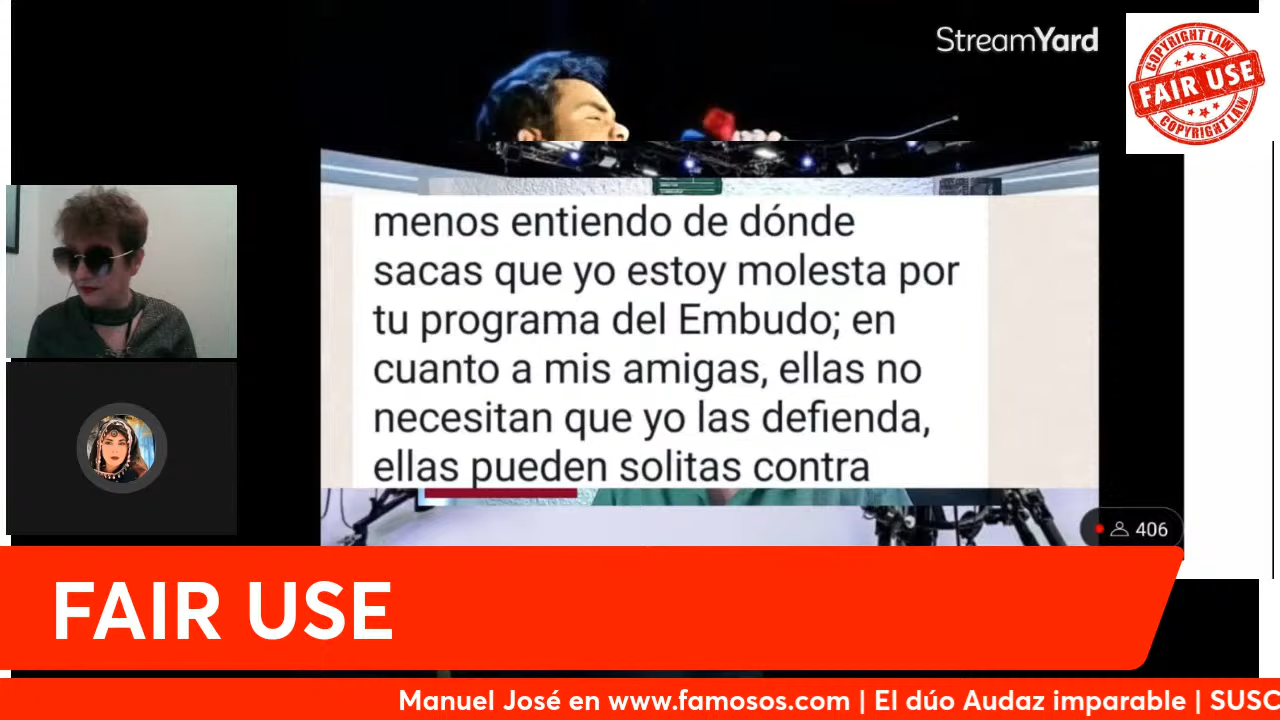 StreamYard
COPYRIGHT LAW
FAIR USE
COPYRIGHT LAW
menos entiendo de dónde
sacas que yo estoy molesta por
tu programa del Embudo; en
cuanto a mis amigas, ellas no
necesitan que yo las defienda,
ellas pueden solitas contra
406
FAIR USE
Manuel José en www.famosos.com | El dúo Audaz imparable | SUSC